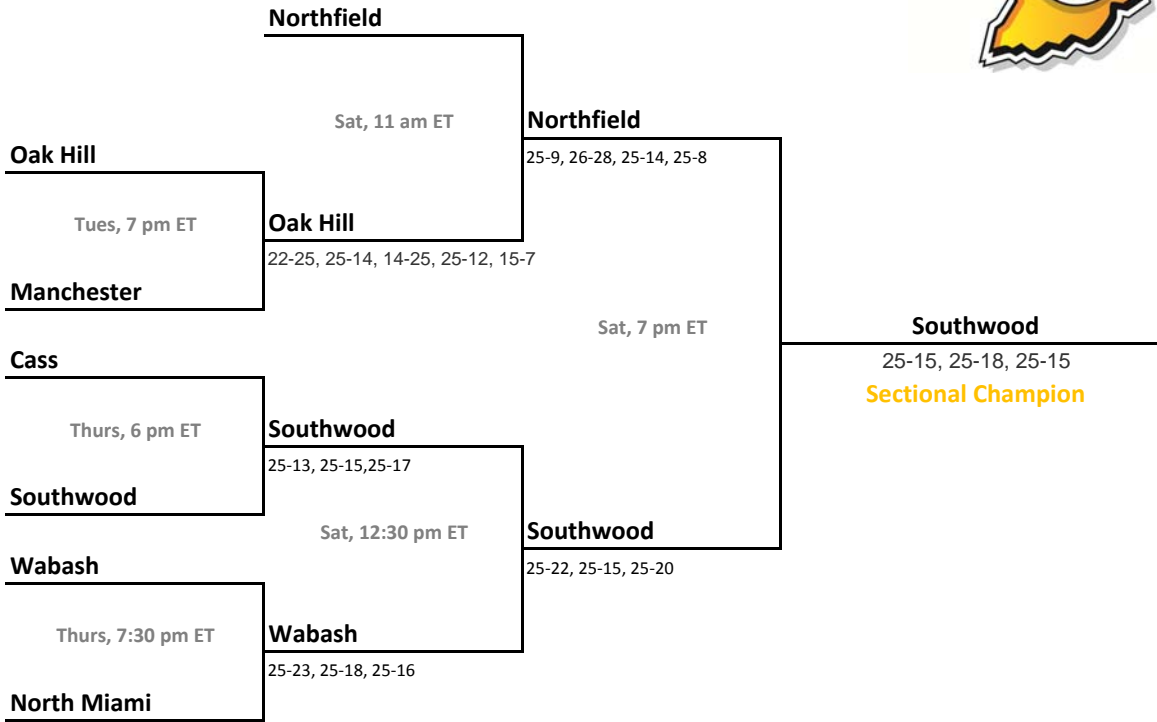 Northfield
Sat, 11 am ET
Northfield
Oak Hill
25-9, 26-28, 25-14, 25-8
Tues, 7 pm ET
Oak Hill
22-25, 25-14, 14-25, 25-12, 15-7
Manchester
Sat, 7 pm ET
Southwood
Cass
25-15, 25-18, 25-15
Sectional Champion
Thurs, 6 pm ET
Southwood
25-13, 25-15,25-17
Southwood
Sat, 12:30 pm ET
Southwood
Wabash
25-22, 25-15, 25-20
Thurs, 7:30 pm ET
Wabash
25-23, 25-18, 25-16
North Miami